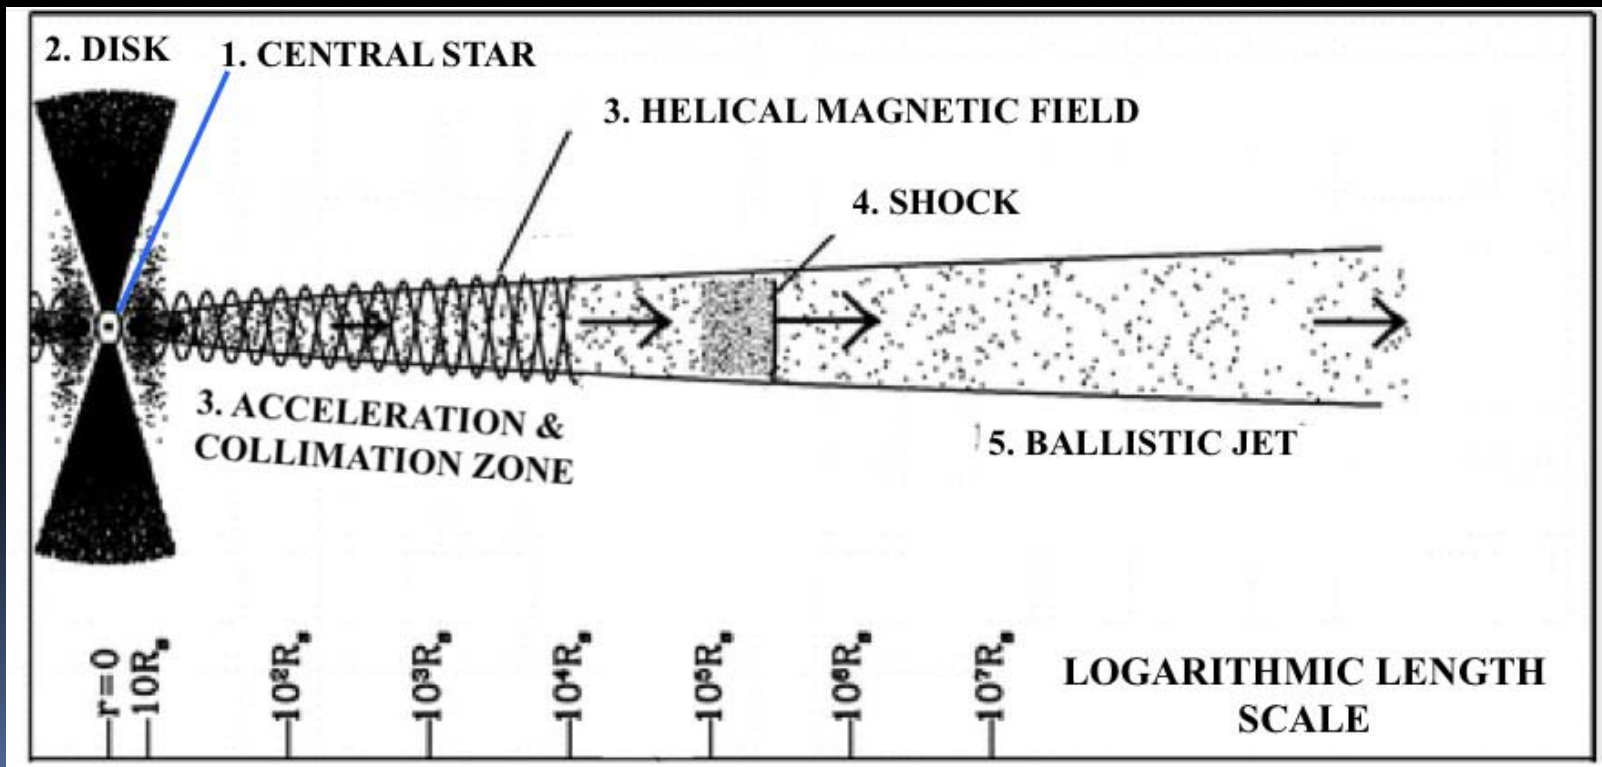 2. DISK
1. CENTRAL STAR
3. HELICAL MAGNETIC FIELD
4. SHOCK
3. ACCELERATION &
COLLIMATION ZONE
5. BALLISTIC JET
r=0
10Rₛ
10²Rₛ
10³Rₛ
10⁴Rₛ
10⁵Rₛ
10⁶Rₛ
10⁷Rₛ
LOGARITHMIC LENGTH
SCALE